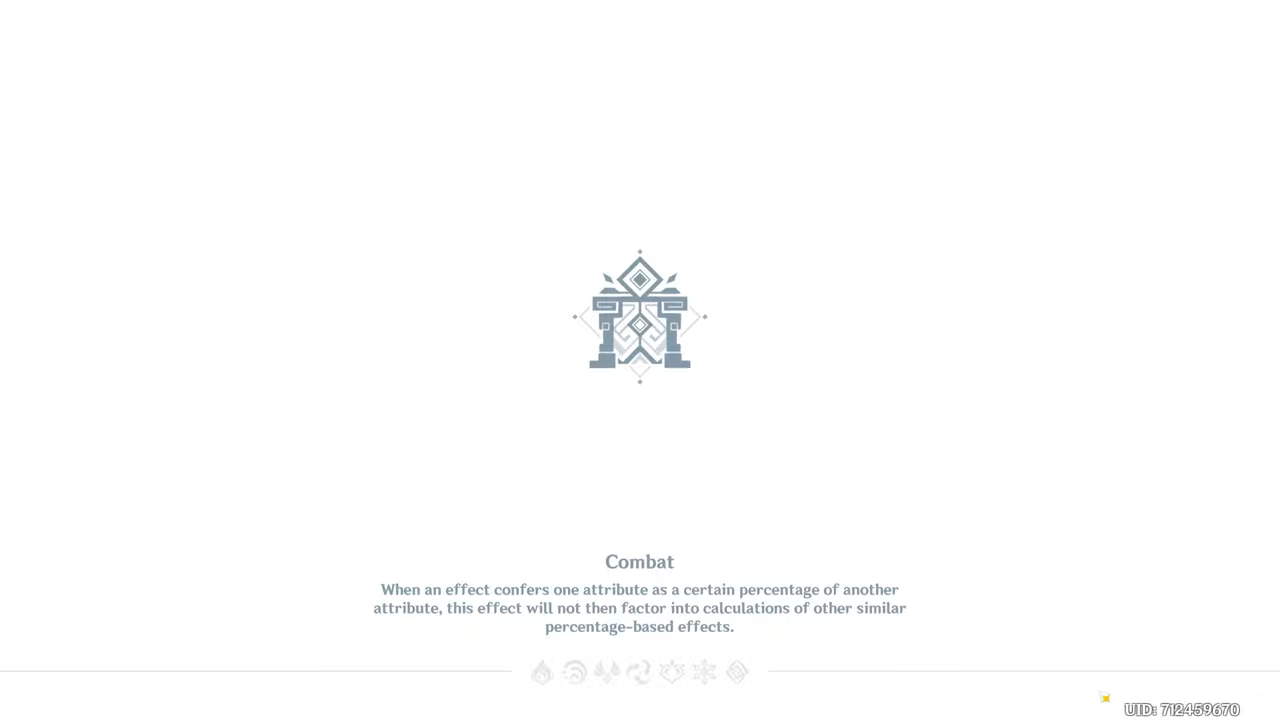 Combat
When an effect confers one attribute as a certain percentage of another
attribute, this effect will not then factor into calculations of other similar
percentage-based effects.
UID: 712459670